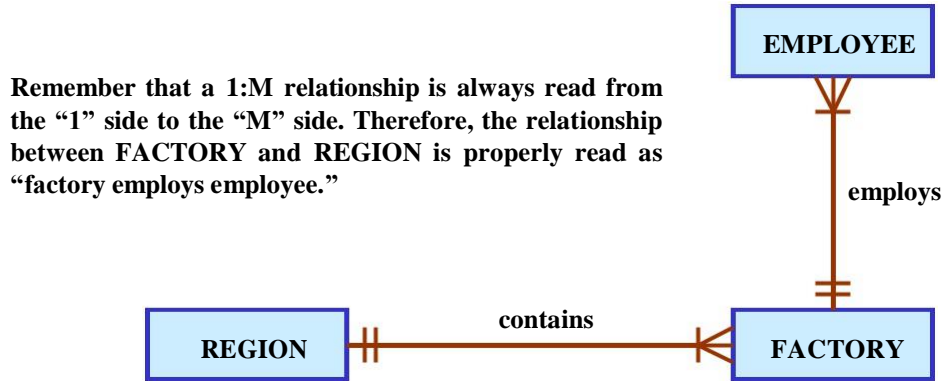 EMPLOYEE
Remember that a 1:M relationship is always read from
the “1” side to the “M” side. Therefore, the relationship
between FACTORY and REGION is properly read as
“factory employs employee.”
employs
contains
REGION
FACTORY